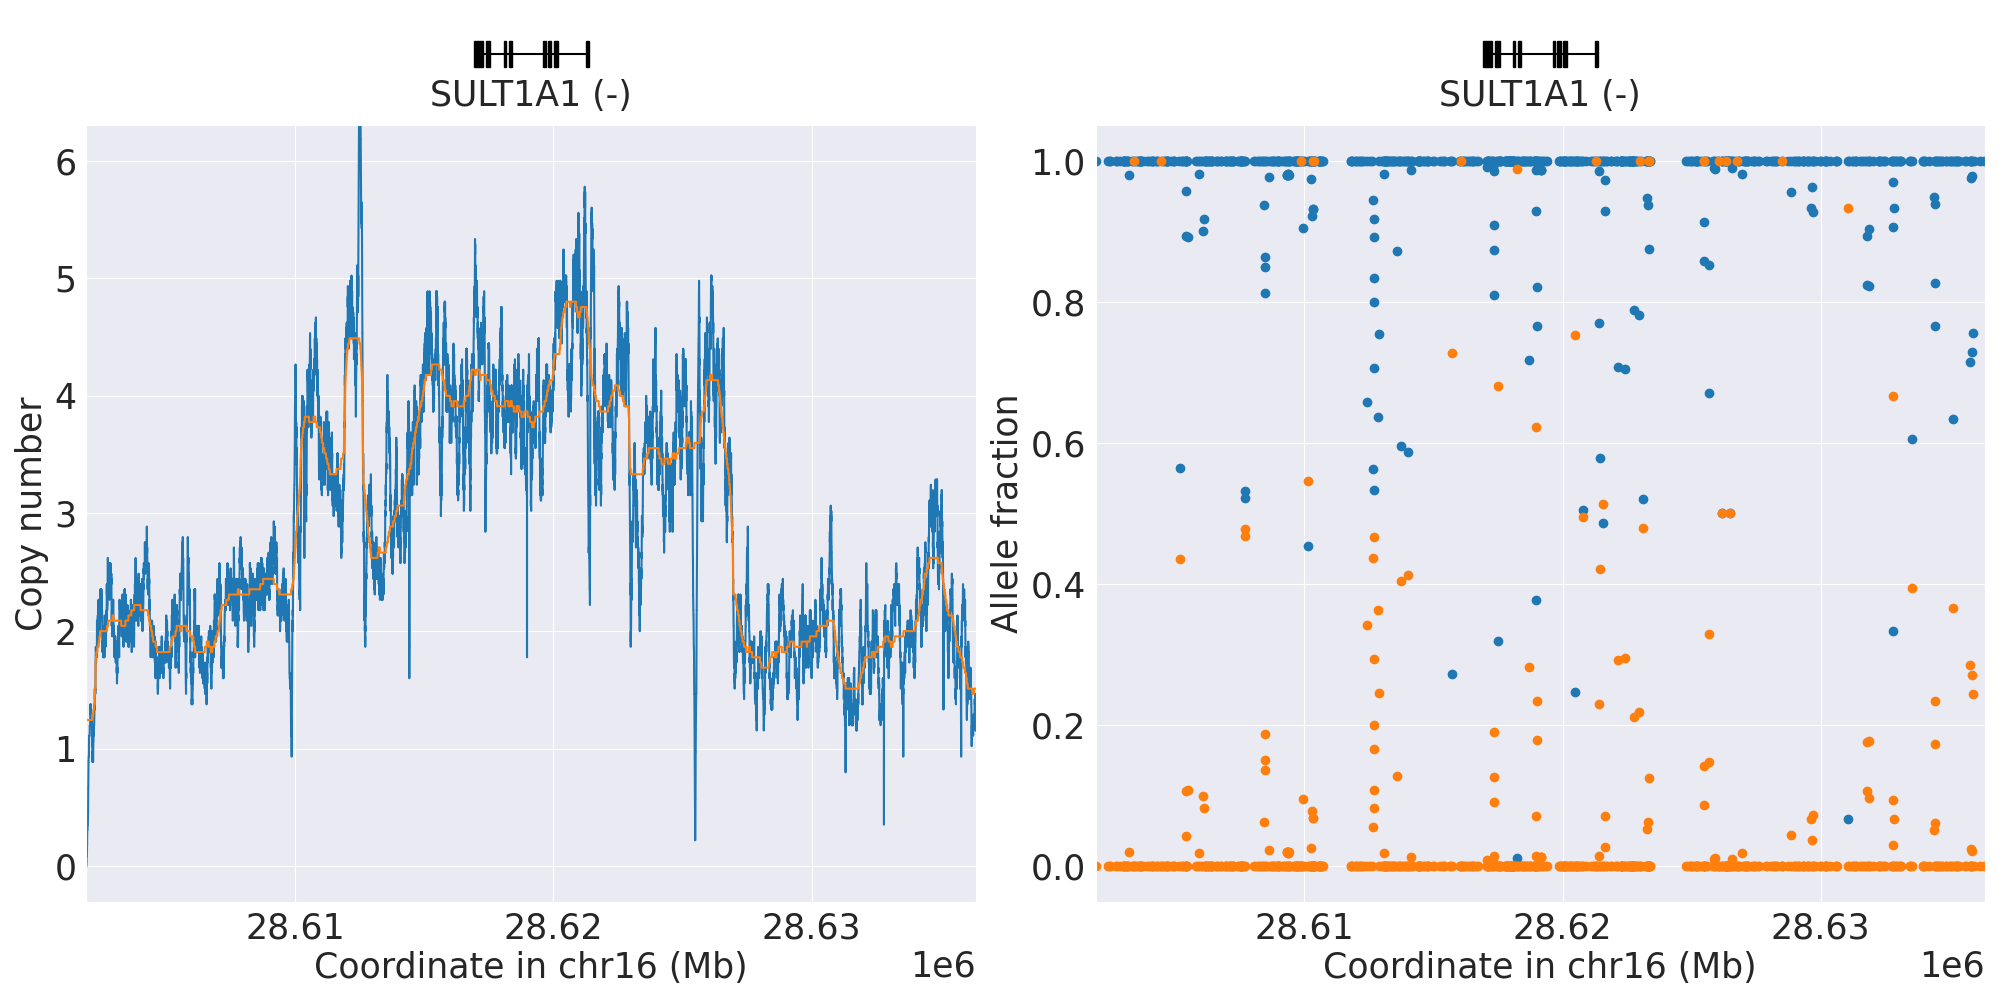 SULT1A1 (-)
6
5
4
3
2
1
0
Copy number
28.61
28.62
28.63
Coordinate in chr16 (Mb)
1e6
SULT1A1 (-)
1.0
0.8
0.6
0.4
0.2
0.0
Allele fraction
28.61
28.62
28.63
Coordinate in chr16 (Mb)
1e6